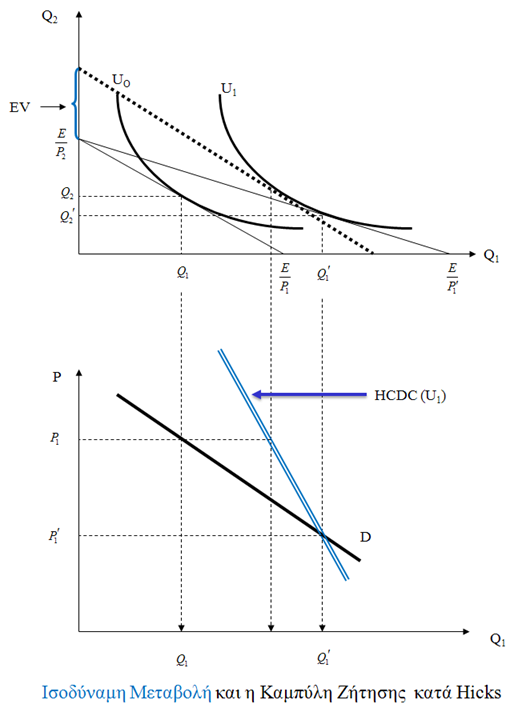 Q2
UO
U1
EV
E/P2
Q2
Q2′
Q1
Q1
E/P1
Q1′
E/P1′
P
HCDC (U1)
P1
P1′
D
Q1
Q1
Q1′
Ισοδύναμη Μεταβολή και η Καμπύλη Ζήτησης κατά Hicks